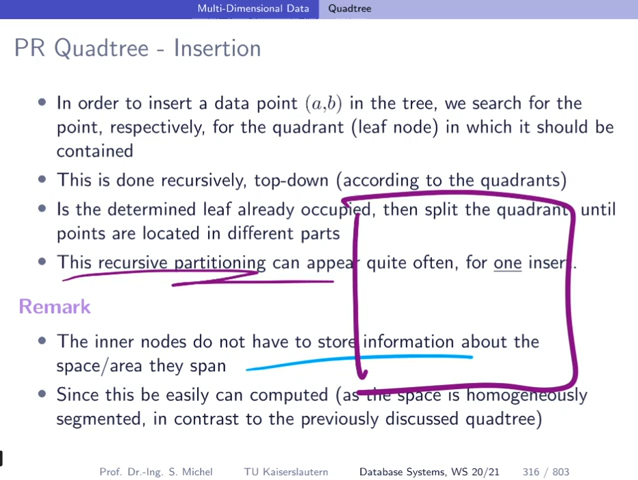 Multi-Dimensional Data Quadtree
PR Quadtree - Insertion
• In order to insert a data point (a,b) in the tree, we search for the
point, respectively, for the quadrant (leaf node) in which it should be
contained
• This is done recursively, top-down (according to the quadrants)
• Is the determined leaf already occupied, then split the quadrant, until
points are located in different parts
• This recursive partitioning can appear quite often, for one insert.
Remark
• The inner nodes do not have to store information about the
space/area they span
• Since this be easily can computed (as the space is homogeneously
segmented, in contrast to the previously discussed quadtree)
Prof. Dr.-Ing. S. Michel TU Kaiserslautern Database Systems, WS 20/21 316 / 803